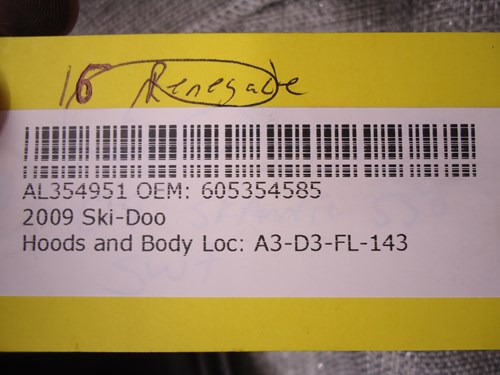 16 Renegade
AL354951 OEM: 605354585
2009 Ski-Doo
Hoods and Body Loc: A3-D3-FL-143